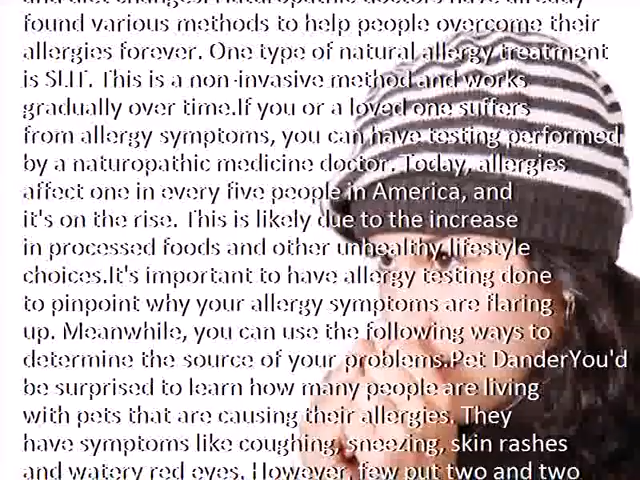 and diet changes. Naturopathic doctors have already
found various methods to help people overcome their
allergies forever. One type of natural allergy treatment
is SLIT. This is a non-invasive method and works
gradually over time.If you or a loved one suffers
from allergy symptoms, you can have testing performed
by a naturopathic medicine doctor. Today, allergies
affect one in every five people in America, and
it's on the rise. This is likely due to the increase
in processed foods and other unhealthy lifestyle
choices.It's important to have allergy testing done
to pinpoint why your allergy symptoms are flaring
up. Meanwhile, you can use the following ways to
determine the source of your problems.Pet DanderYou'd
be surprised to learn how many people are living
with pets that are causing their allergies. They
have symptoms like coughing, sneezing, skin rashes
and watery red eyes. However, few put two and two